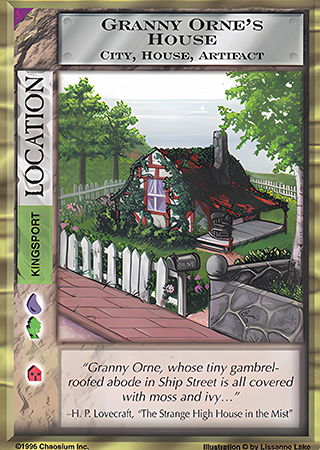 GRANNY ORNE'S
HOUSE
CITY, HOUSE, ARTIFACT
LOCATION
KINGSPORT
"Granny Orne, whose tiny gambrel-
roofed abode in Ship Street is all covered
with moss and ivy…"
–H. P. Lovecraft, "The Strange High House in the Mist"
©1996 Chaosium Inc.
Illustration © by Lissanne Lake